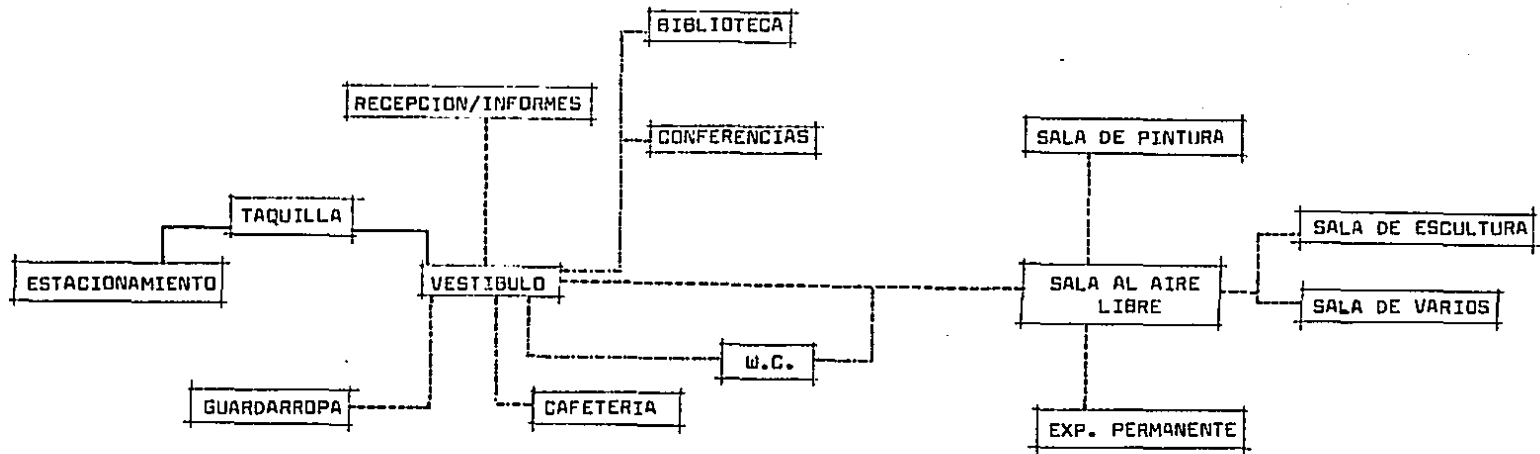 BIBLIOTECA
RECEPCION/INFORMES
CONFERENCIAS
SALA DE PINTURA
TAQUILLA
SALA DE ESCULTURA
ESTACIONAMIENTO
VESTIBULO
SALA AL AIRE
LIBRE
SALA DE VARIOS
W.C.
GUARDARROPA
CAFETERIA
EXP. PERMANENTE